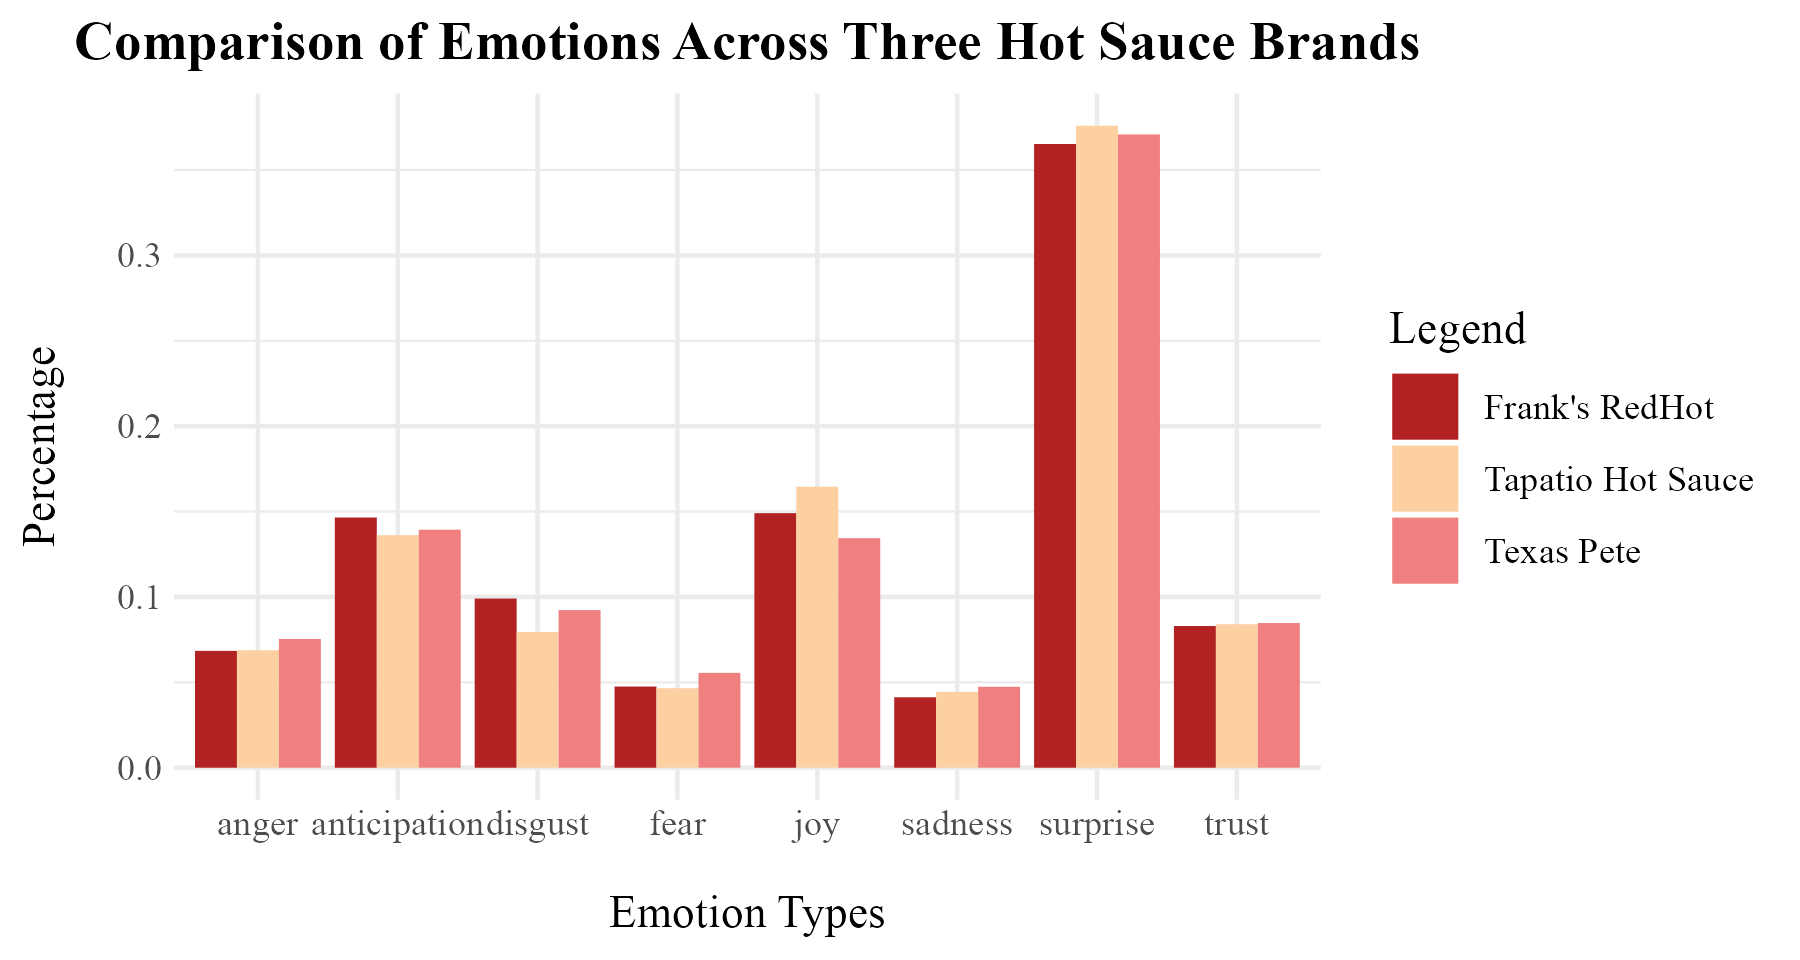 Comparison of Emotions Across Three Hot Sauce Brands
Percentage
0.3
0.2
0.1
0.0
anger anticipation disgust fear joy sadness surprise trust
Emotion Types
Legend
Frank's RedHot
Tapatio Hot Sauce
Texas Pete